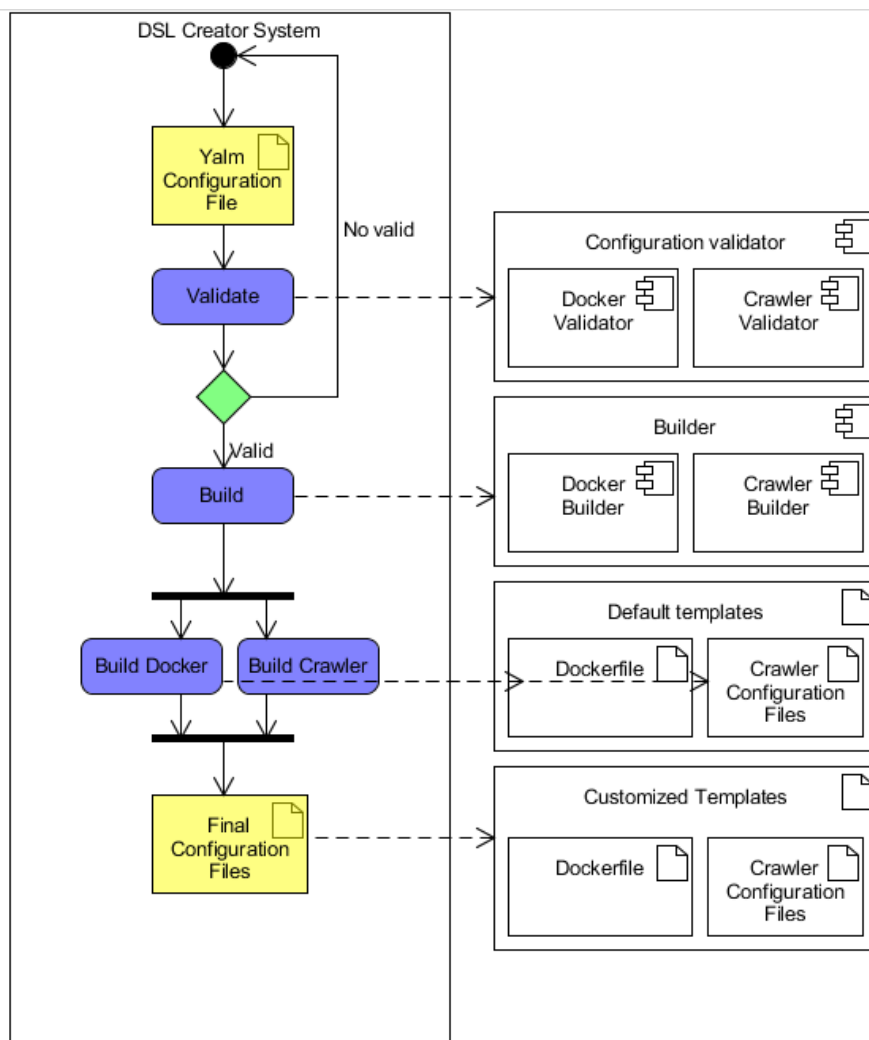 DSL Creator System
Yalm
Configuration
File
No valid
Validate
Valid
Build
Build Docker
Build Crawler
Final
Configuration
Files
Configuration validator
Docker
Validator
Crawler
Validator
Builder
Docker
Builder
Crawler
Builder
Default templates
Dockerfile
Crawler
Configuration
Files
Customized Templates
Dockerfile
Crawler
Configuration
Files